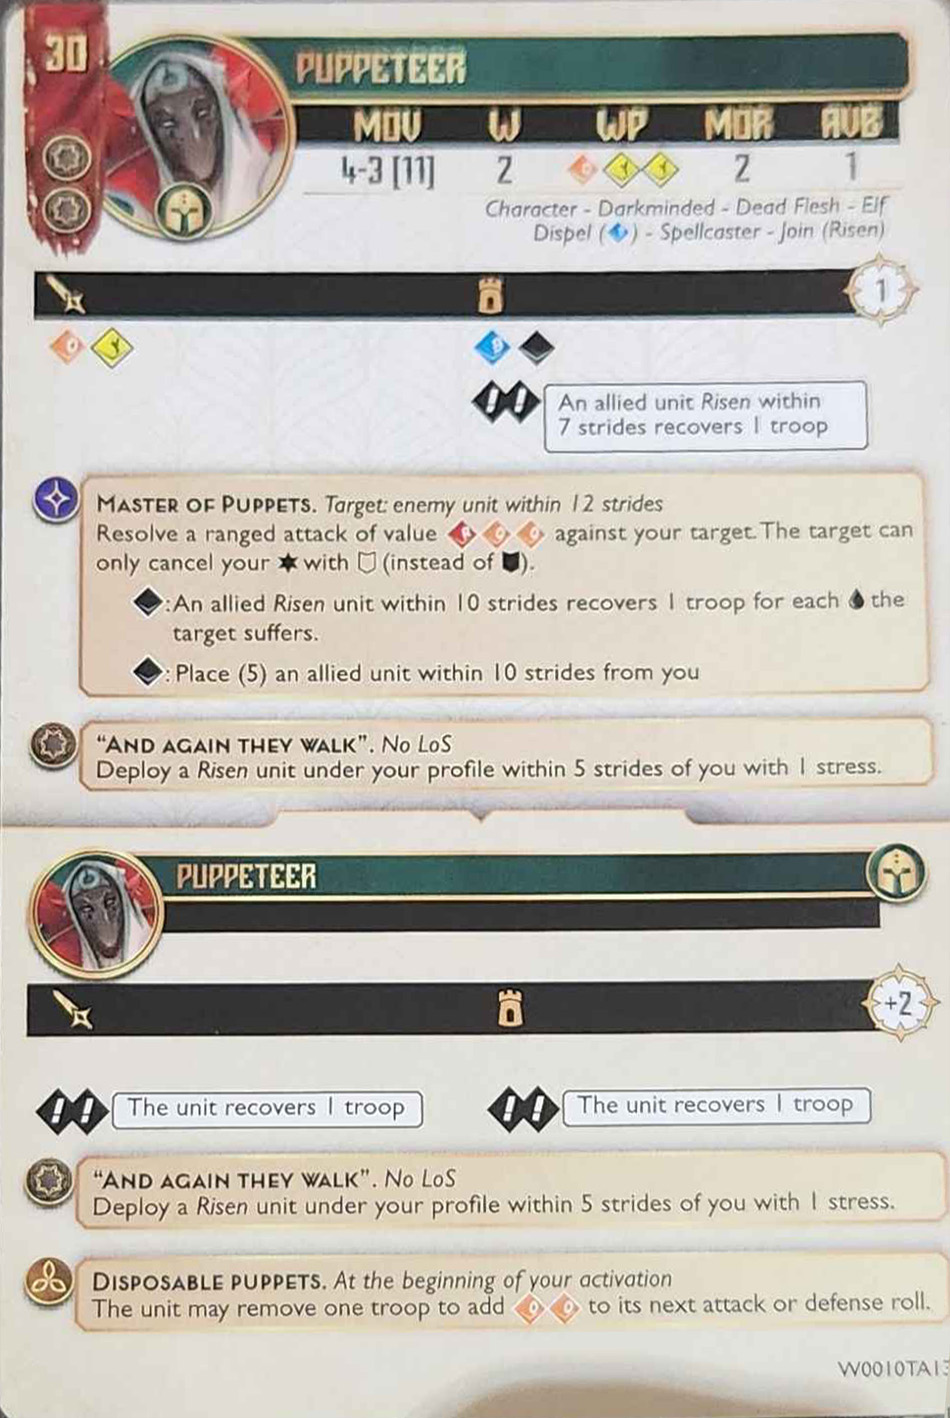 30
PUPPETEER
MOV W WP MOR AVB
4-3 [11] 2 2 1
Character - Darkminded - Dead Flesh - Elf
Dispel ( ) - Spellcaster - Join (Risen)
1
An allied unit Risen within
7 strides recovers 1 troop
MASTER OF PUPPETS. Target: enemy unit within 12 strides
Resolve a ranged attack of value against your target. The target can
only cancel your with (instead of ).
:An allied Risen unit within 10 strides recovers 1 troop for each the
target suffers.
: Place (5) an allied unit within 10 strides from you
"AND AGAIN THEY WALK". No LoS
Deploy a Risen unit under your profile within 5 strides of you with 1 stress.
PUPPETEER
+2
The unit recovers 1 troop
The unit recovers 1 troop
"AND AGAIN THEY WALK". No LoS
Deploy a Risen unit under your profile within 5 strides of you with 1 stress.
DISPOSABLE PUPPETS. At the beginning of your activation
The unit may remove one troop to add to its next attack or defense roll.